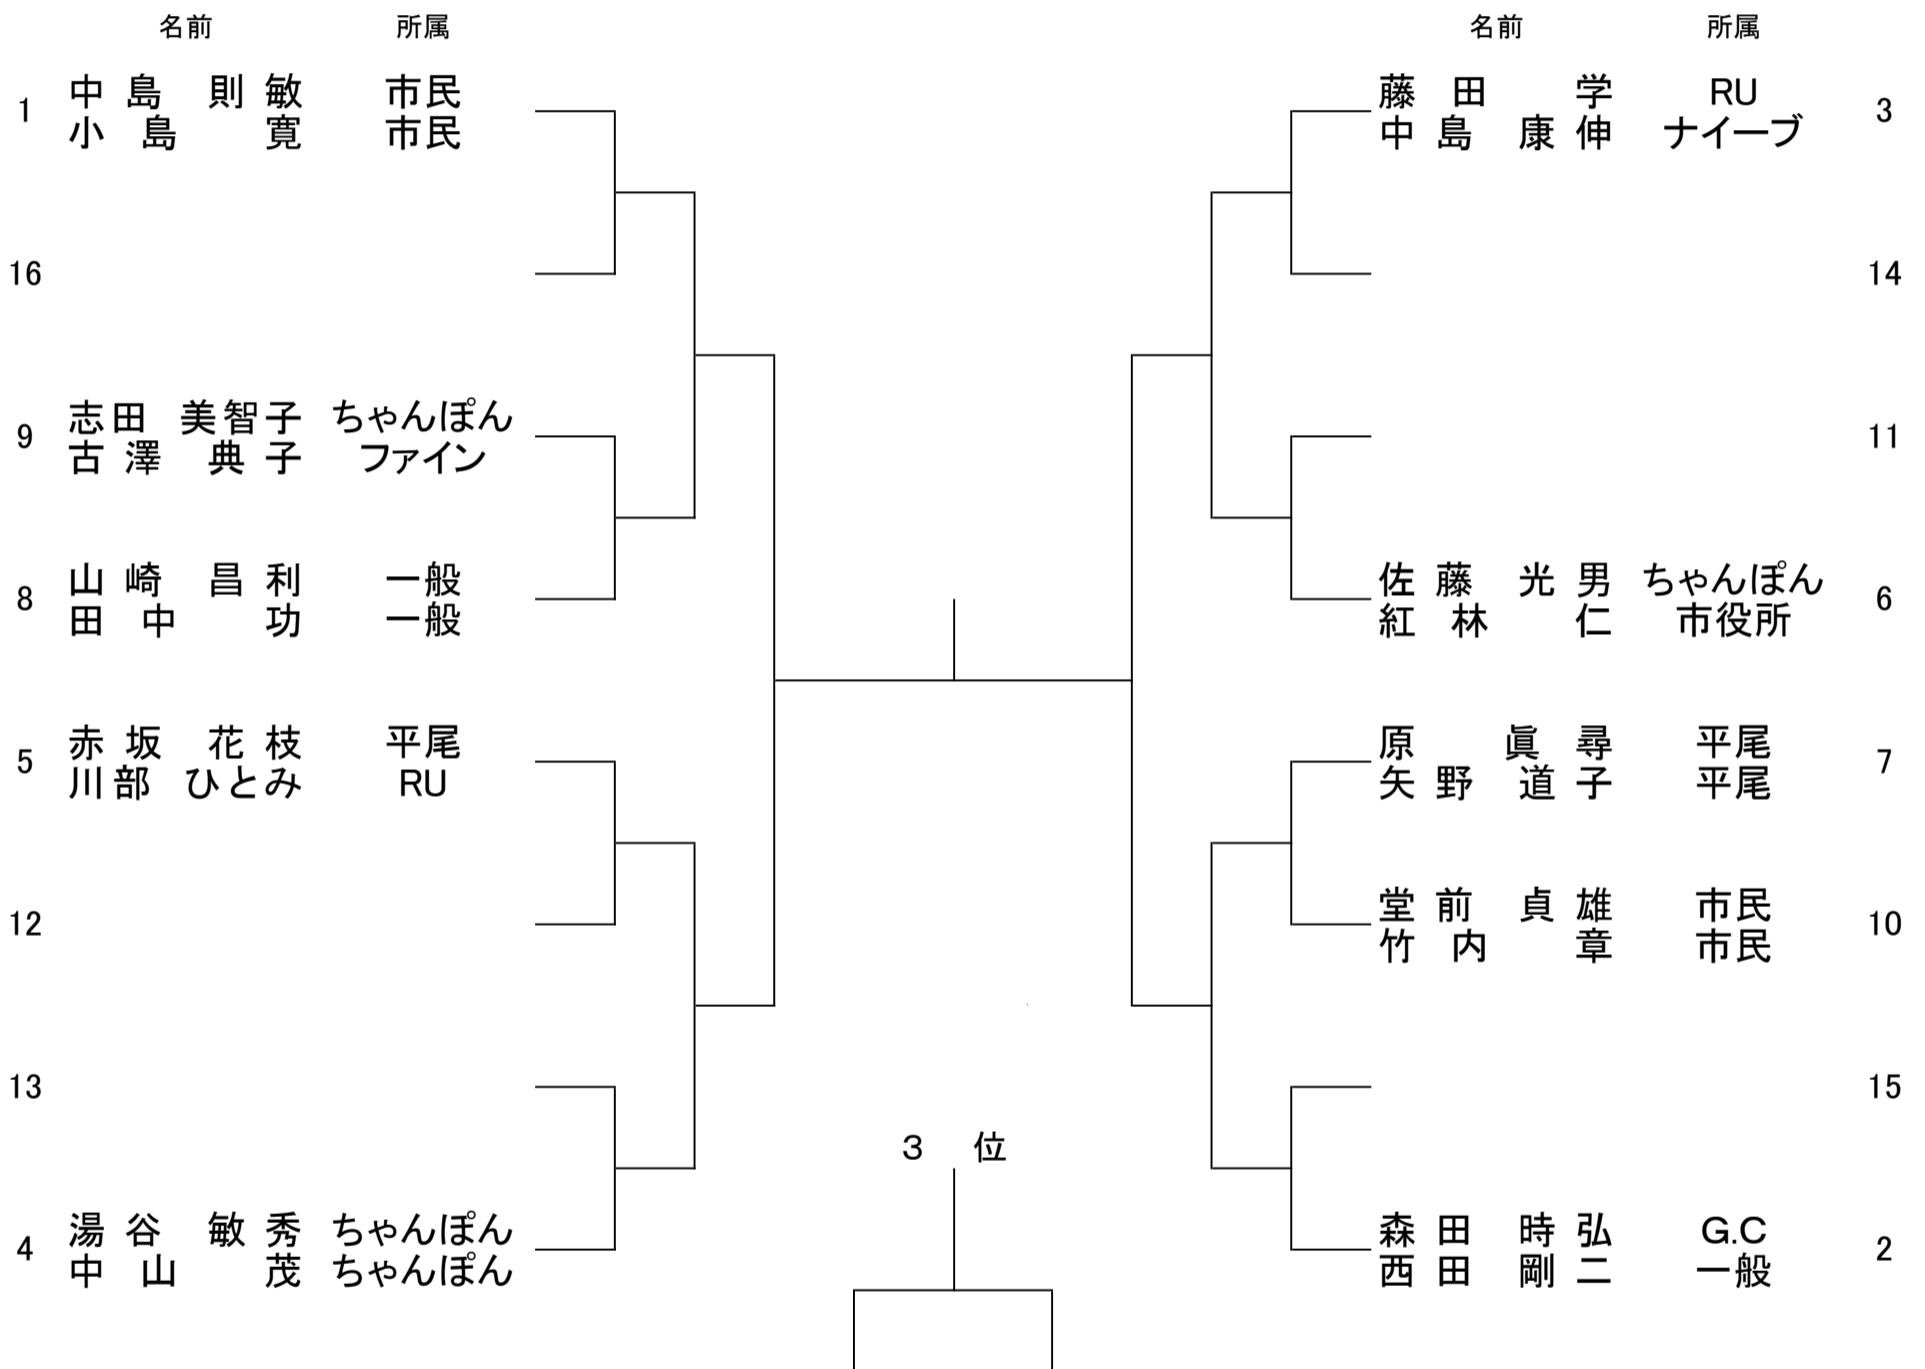 名前 所属
1 中島 則敏 市民
小島 寛 市民
16
9 志田 美智子 ちゃんぽん
古澤 典子 ファイン
8 山崎 昌利 一般
田中 功 一般
5 赤坂 花枝 平尾
川部 ひとみ RU
12
13
4 湯谷 敏秀 ちゃんぽん
中山 茂 ちゃんぽん
3 位
名前 所属
藤田 学 RU 3
中島 康伸 ナイーブ
14
11
佐藤 光男 ちゃんぽん 6
紅林 仁 市役所
原 眞尋 平尾 7
矢野 道子 平尾
堂前 貞雄 市民 10
竹内 章 市民
15
森田 時弘 G.C 2
西田 剛二 一般